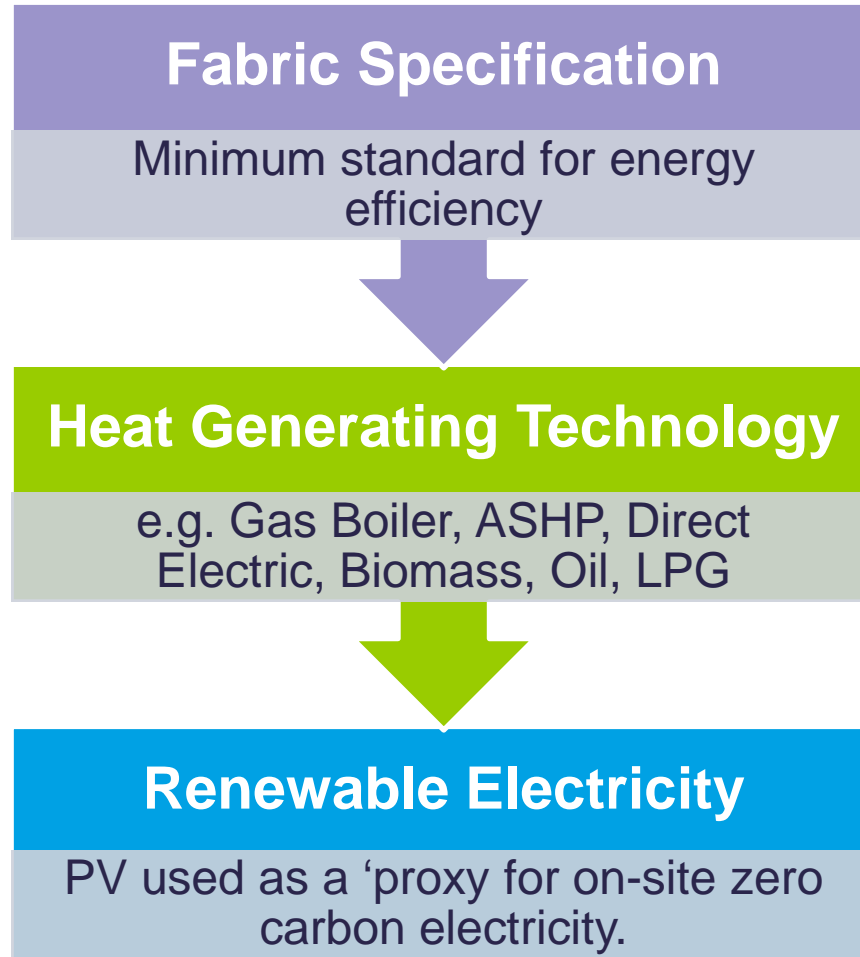 Fabric Specification
Minimum standard for energy
efficiency
Heat Generating Technology
e.g. Gas Boiler, ASHP, Direct
Electric, Biomass, Oil, LPG
Renewable Electricity
PV used as a ‘proxy for on-site zero
carbon electricity.